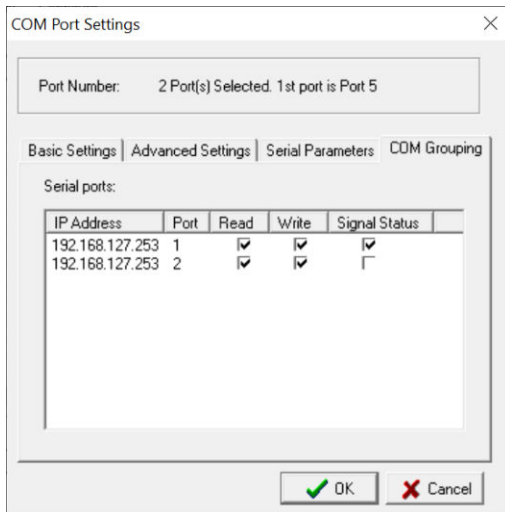 COM Port Settings
Port Number: 2 Port(s) Selected. 1st port is Port 5
Basic Settings Advanced Settings Serial Parameters COM Grouping
Serial ports:
IP Address Port Read Write Signal Status
192.168.127.253 1
192.168.127.253 2
OK Cancel